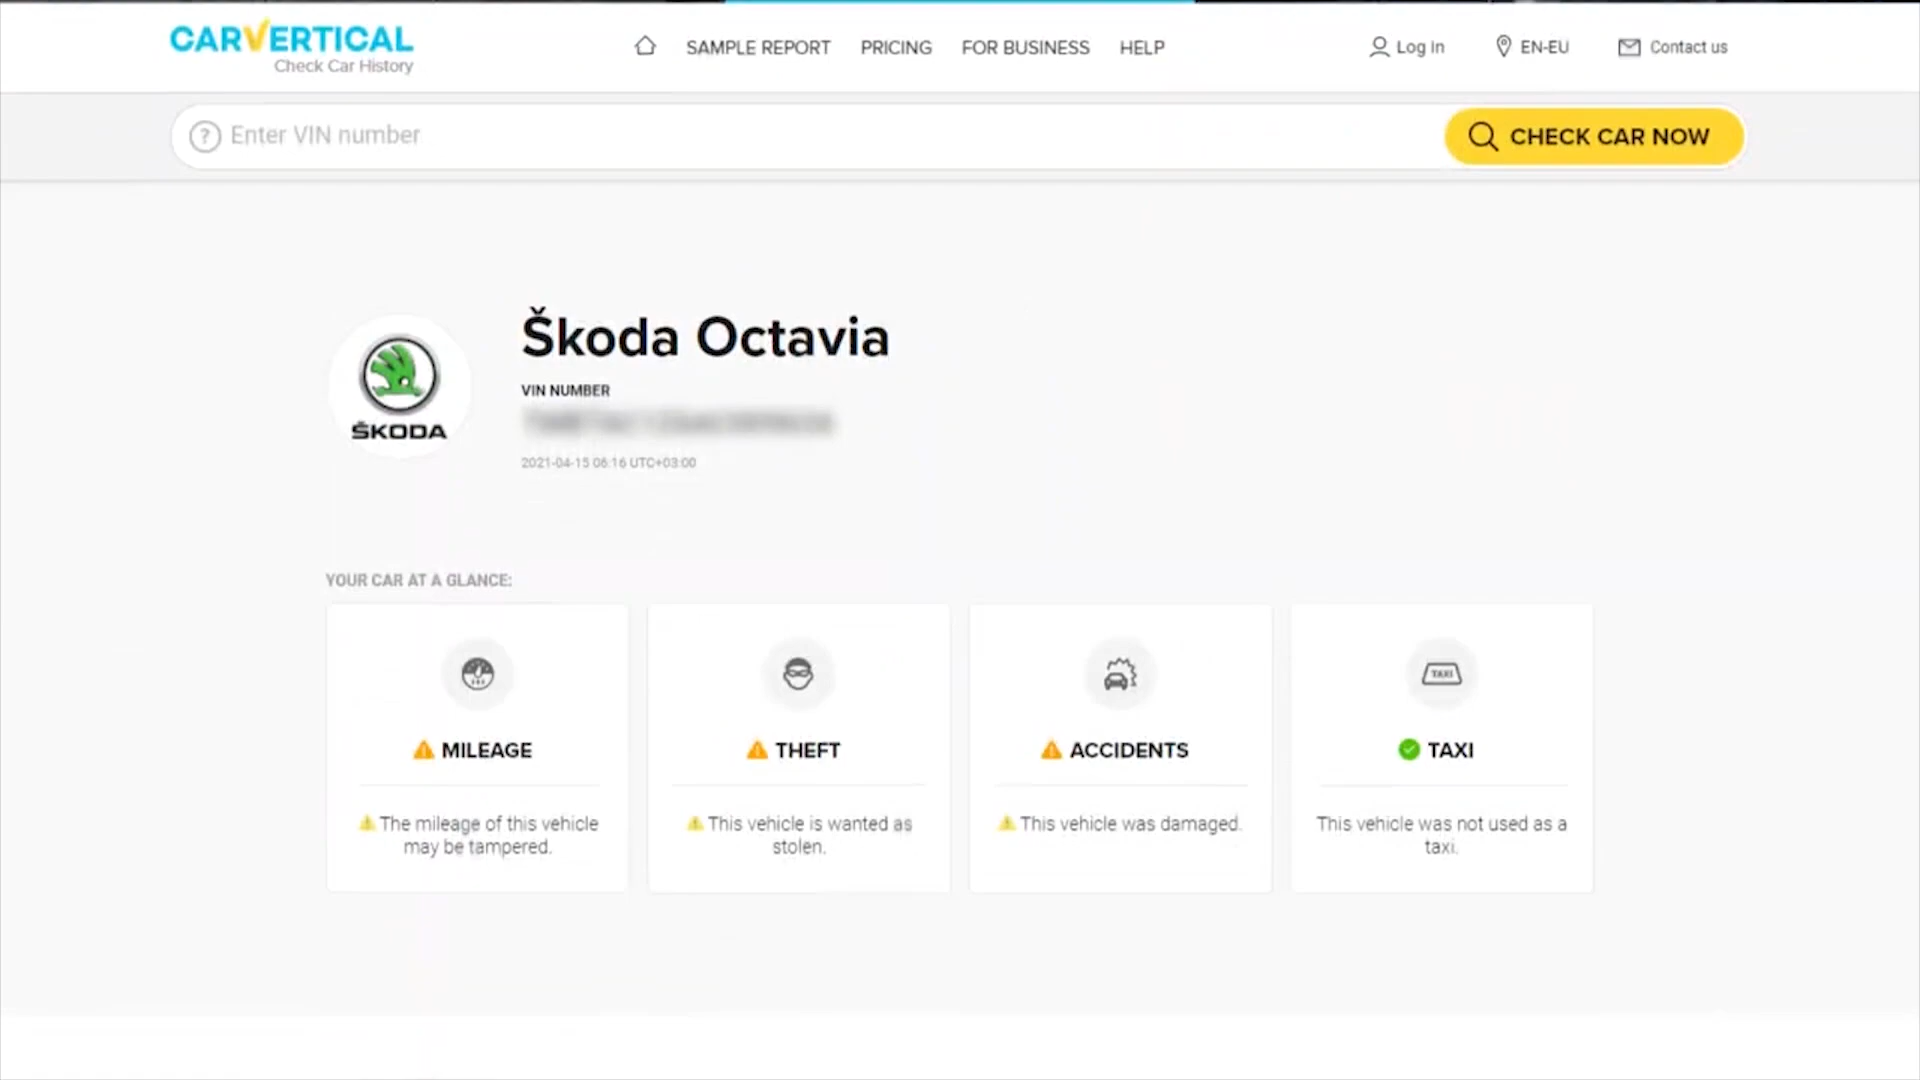 CARVERTICAL
Check Car History
SAMPLE REPORT
PRICING
FOR BUSINESS
HELP
Log In
EN-EU
Contact us
? Enter VIN number
CHECK CAR NOW
ŠKODA
Škoda Octavia
VIN NUMBER
2021-04-15 06:16 UTC+03:00
YOUR CAR AT A GLANCE:
MILEAGE
The mileage of this vehicle
may be tampered.
THEFT
This vehicle is wanted as
stolen.
ACCIDENTS
This vehicle was damaged.
TAXI
TAXI
This vehicle was not used as a
taxi.